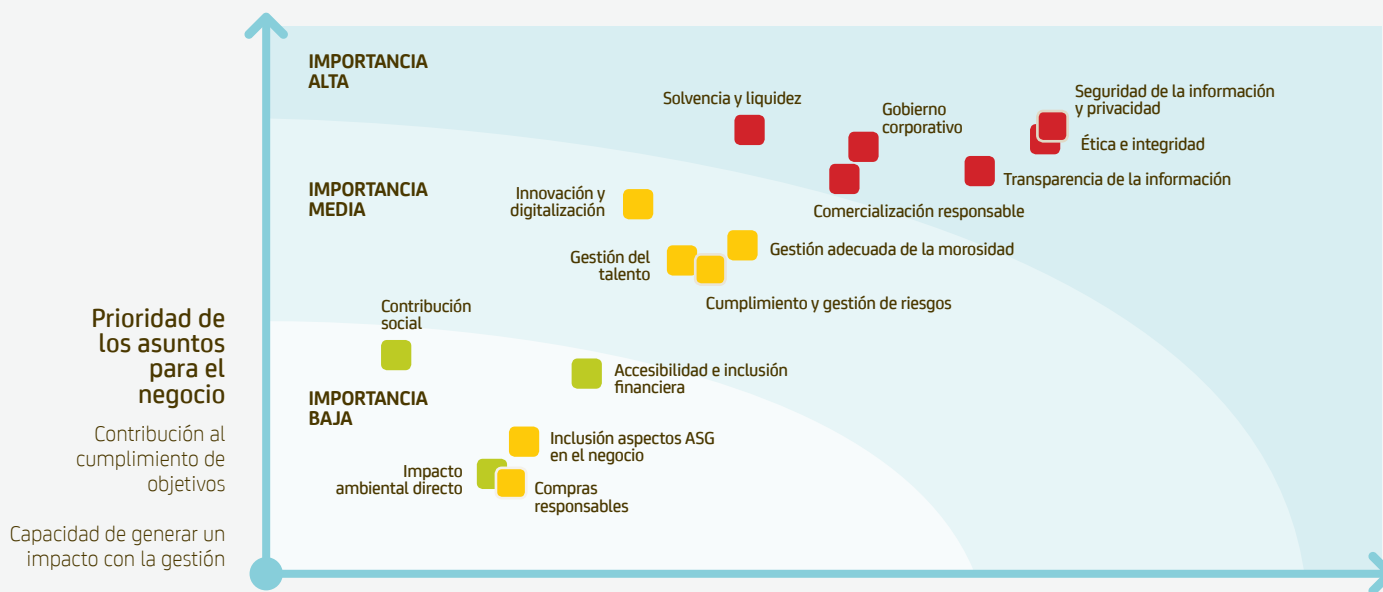 IMPORTANCIA
ALTA
Solvencia y liquidez
Gobierno
corporativo
Seguridad de la información
y privacidad
Ética e integridad
Transparencia de la información
Comercialización responsable
IMPORTANCIA
MEDIA
Innovación y
digitalización
Gestión del
talento
Gestión adecuada de la morosidad
Cumplimiento y gestión de riesgos
Contribución
social
Accesibilidad e inclusión
financiera
IMPORTANCIA
BAJA
Inclusión aspectos ASG
en el negocio
Impacto
ambiental directo
Compras
responsables
Prioridad de
los asuntos
para el
negocio
Contribución al
cumplimiento de
objetivos
Capacidad de generar un
impacto con la gestión